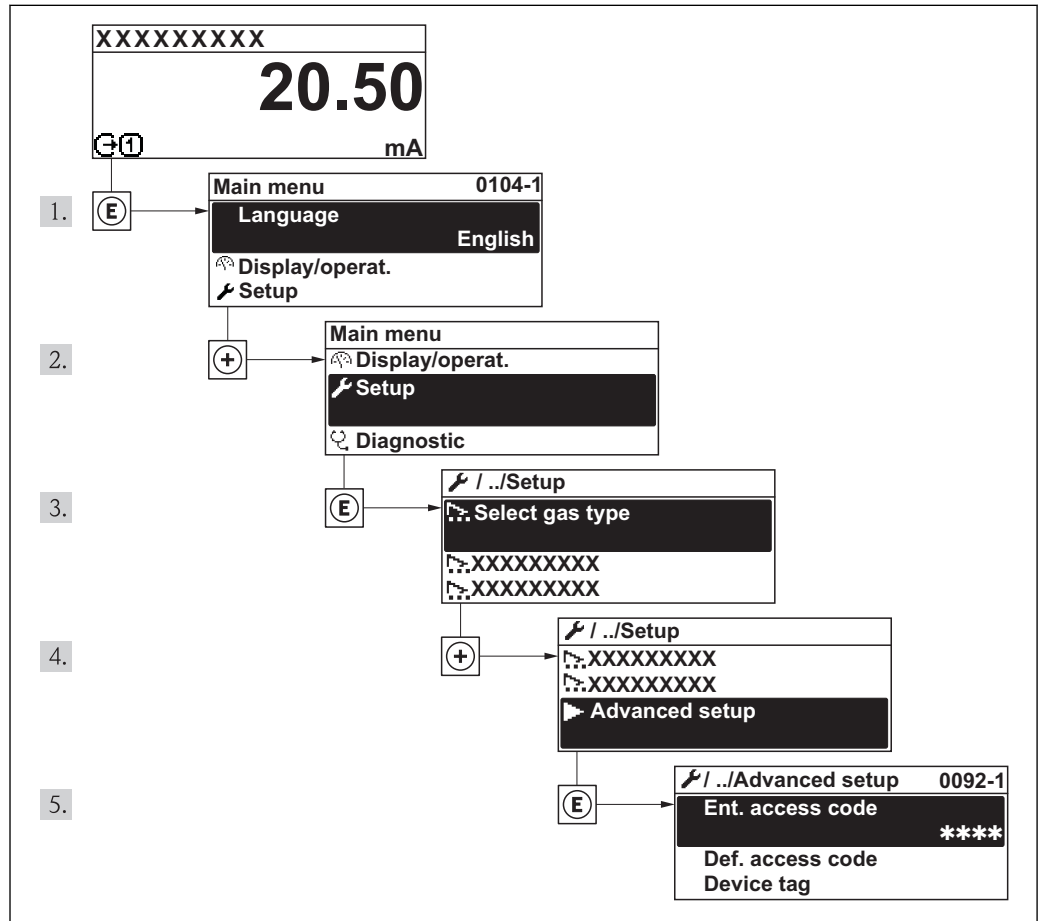 XXXXXXXXX
20.50
1 mA
1. E
Main menu 0104-1
Language
English
Display/operat.
Setup
2. +
Main menu
Display/operat.
Setup
Diagnostic
3. E
/ ../Setup
Select gas type
XXXXXXXXX
XXXXXXXXX
4. +
/ ../Setup
XXXXXXXXX
XXXXXXXXX
Advanced setup
5. E
/ ../Advanced setup 0092-1
Ent. access code
****
Def. access code
Device tag